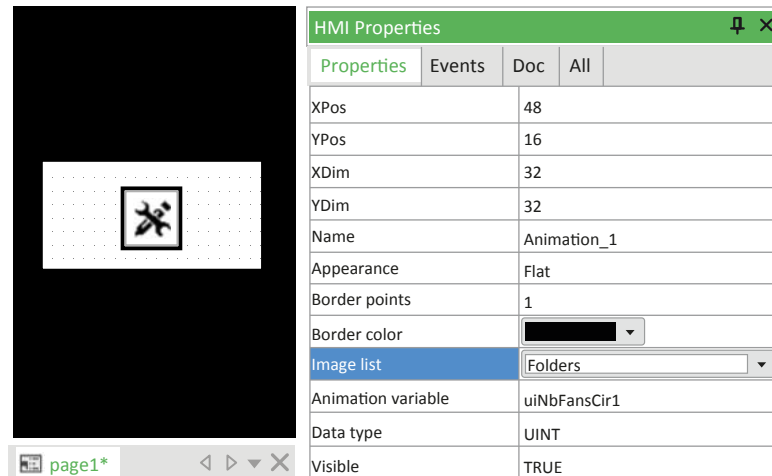 HMI Properties
Properties Events Doc All
XPos 48
YPos 16
XDim 32
YDim 32
Name Animation_1
Appearance Flat
Border points 1
Border color
Image list Folders
Animation variable uiNbFansCir1
Data type UINT
Visible TRUE
page1*